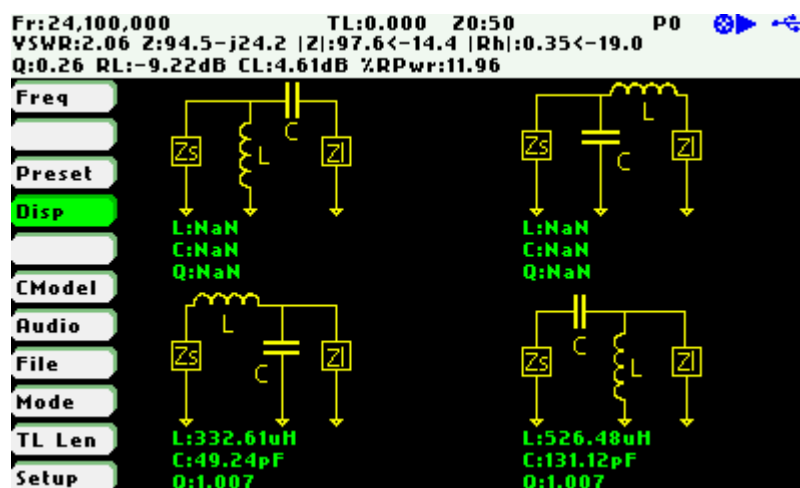 Fr:24,100,000 TL:0.000 Z0:50 P0
VSWR:2.06 Z:94.5-j24.2 |Z|:97.6<-14.4 |Rh|:0.35<-19.0
Q:0.26 RL:-9.22dB CL:4.61dB %RPwr:11.96
Freq
Preset
Disp
CModel
Audio
File
Mode
TL Len
Setup
Zs L C Zl
L:NaN
C:NaN
Q:NaN
Zs C L Zl
L:NaN
C:NaN
Q:NaN
Zs L C Zl
L:332.61uH
C:49.24pF
Q:1.007
Zs C L Zl
L:526.48uH
C:131.12pF
Q:1.007